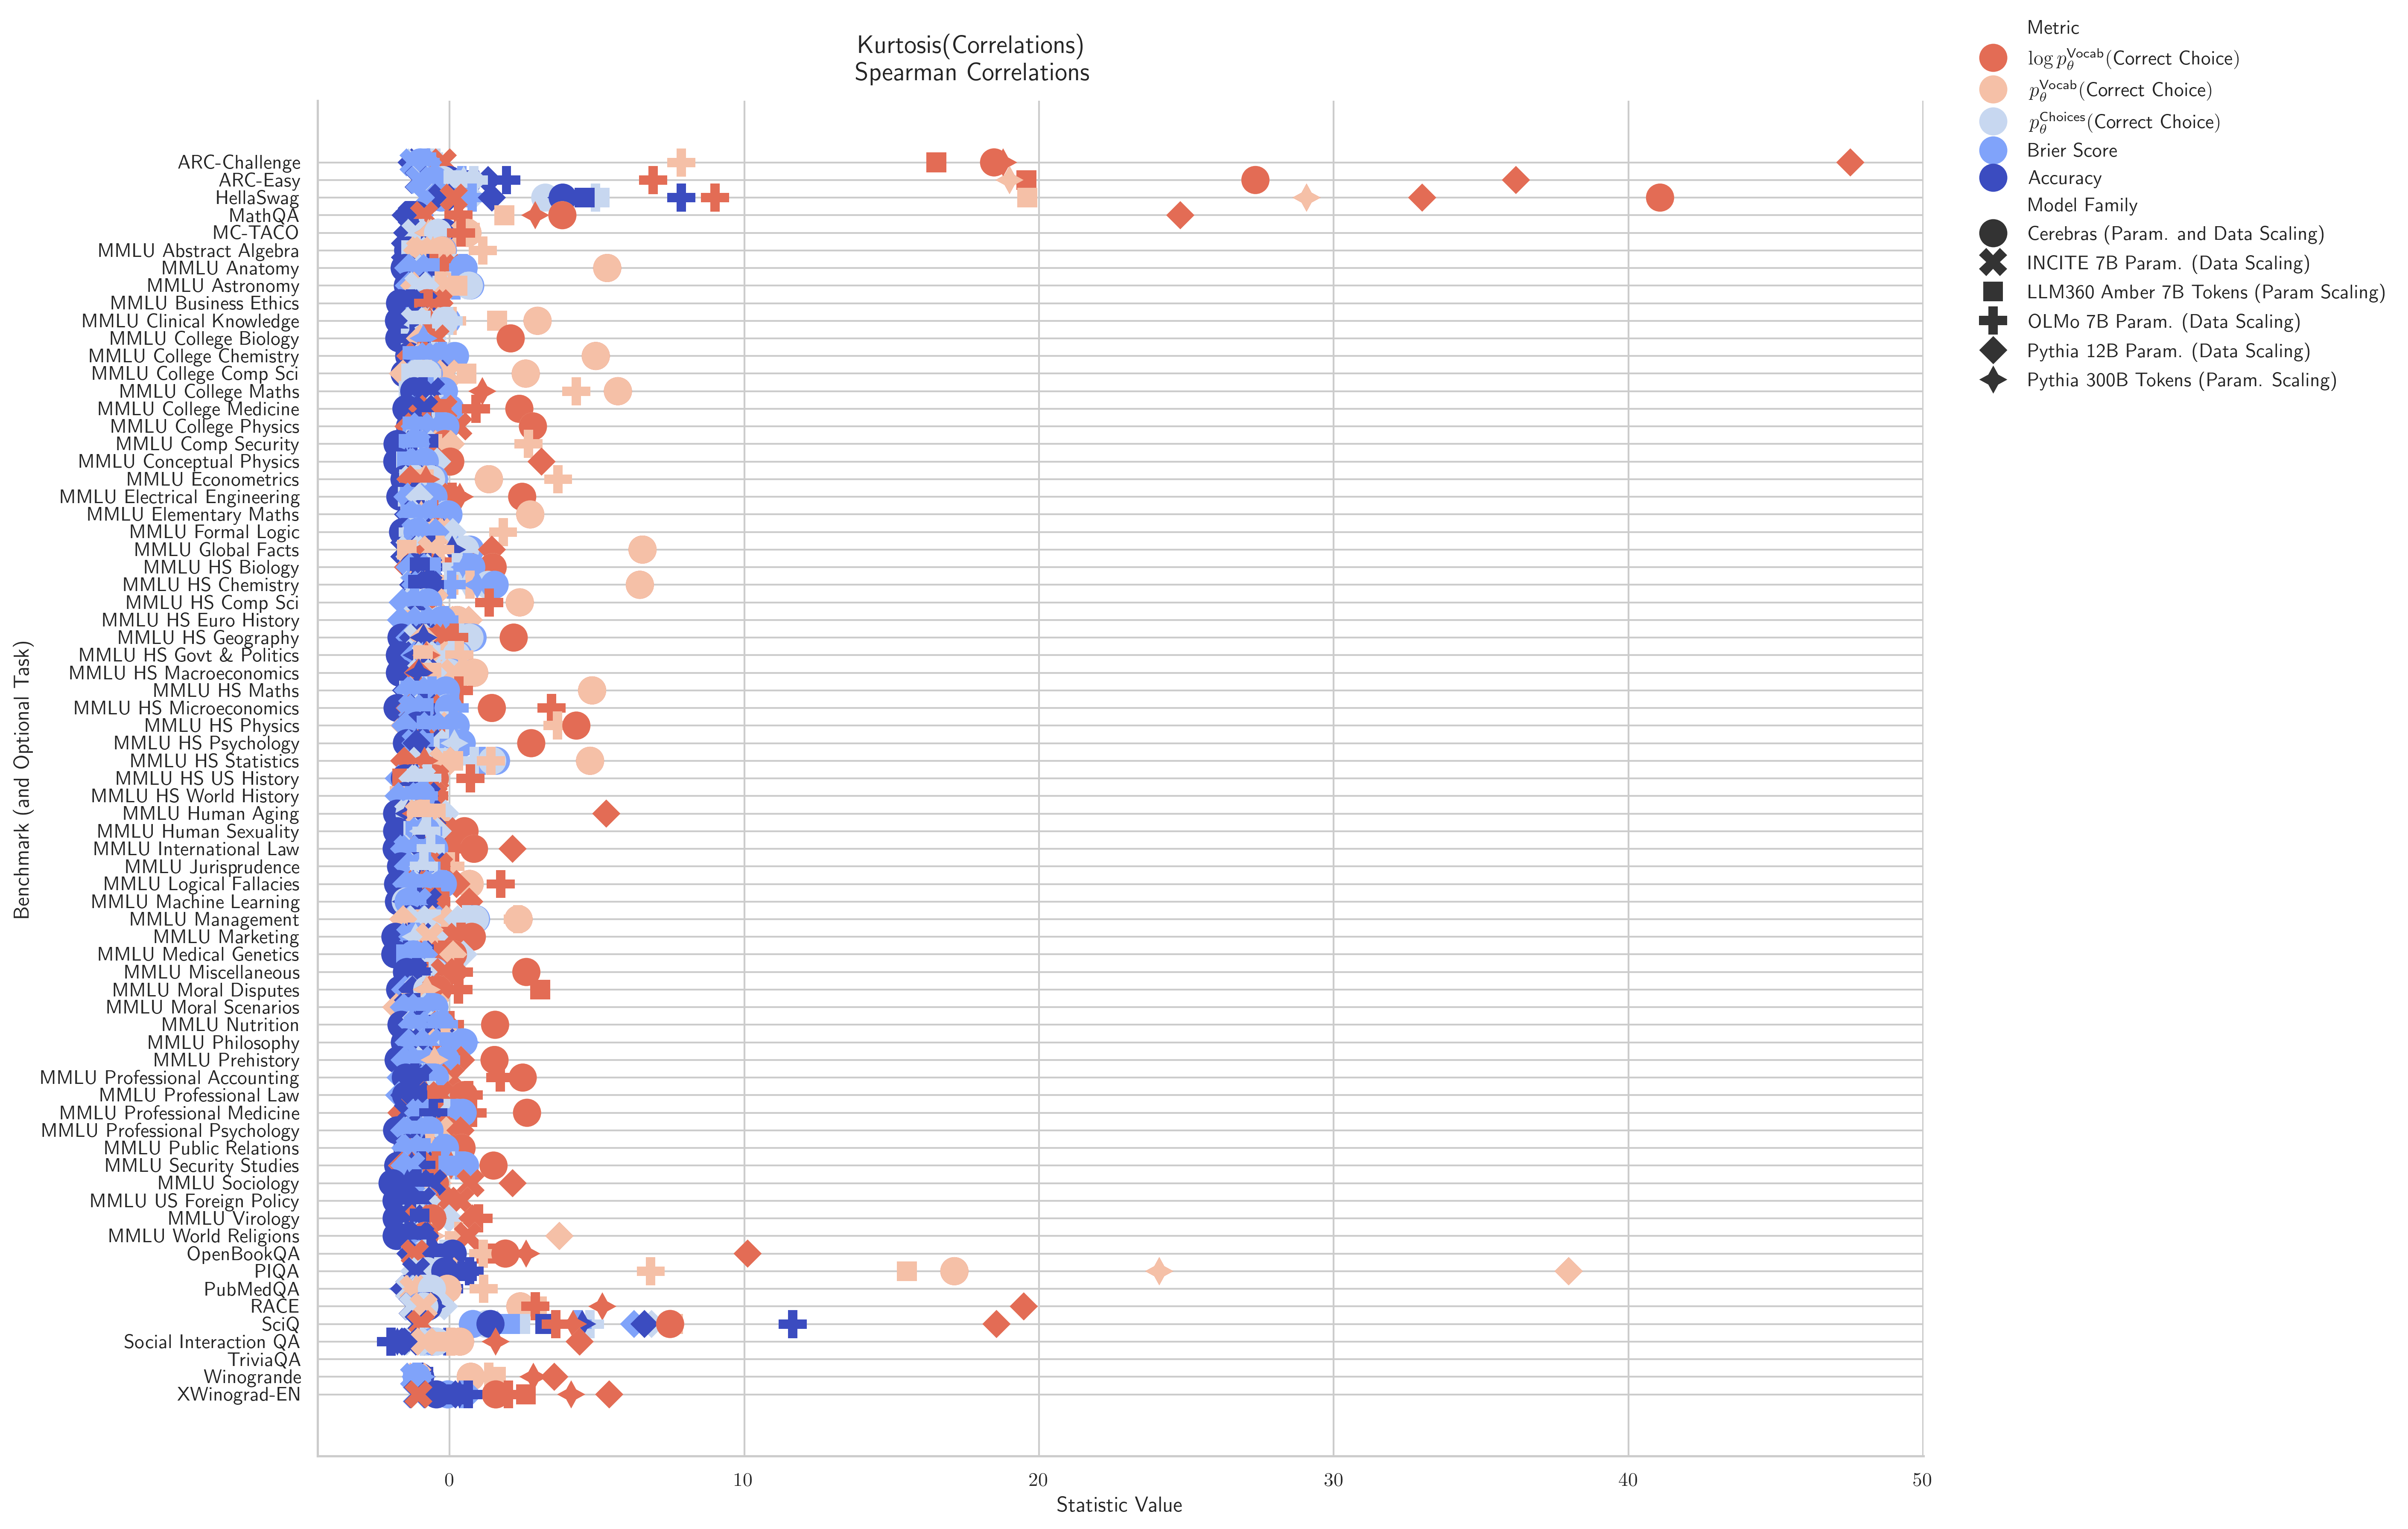 Kurtosis(Correlations)
Spearman Correlations
Benchmark (and Optional Task)
ARC-Challenge
ARC-Easy
HellaSwag
MathQA
MC-TACO
MMLU Abstract Algebra
MMLU Anatomy
MMLU Astronomy
MMLU Business Ethics
MMLU Clinical Knowledge
MMLU College Biology
MMLU College Chemistry
MMLU College Comp Sci
MMLU College Maths
MMLU College Medicine
MMLU College Physics
MMLU Comp Security
MMLU Conceptual Physics
MMLU Econometrics
MMLU Electrical Engineering
MMLU Elementary Maths
MMLU Formal Logic
MMLU Global Facts
MMLU HS Biology
MMLU HS Chemistry
MMLU HS Comp Sci
MMLU HS Euro History
MMLU HS Geography
MMLU HS Govt & Politics
MMLU HS Macroeconomics
MMLU HS Maths
MMLU HS Microeconomics
MMLU HS Physics
MMLU HS Psychology
MMLU HS Statistics
MMLU HS US History
MMLU HS World History
MMLU Human Aging
MMLU Human Sexuality
MMLU International Law
MMLU Jurisprudence
MMLU Logical Fallacies
MMLU Machine Learning
MMLU Management
MMLU Marketing
MMLU Medical Genetics
MMLU Miscellaneous
MMLU Moral Disputes
MMLU Moral Scenarios
MMLU Nutrition
MMLU Philosophy
MMLU Prehistory
MMLU Professional Accounting
MMLU Professional Law
MMLU Professional Medicine
MMLU Professional Psychology
MMLU Public Relations
MMLU Security Studies
MMLU Sociology
MMLU US Foreign Policy
MMLU Virology
MMLU World Religions
OpenBookQA
PIQA
PubMedQA
RACE
SciQ
Social Interaction QA
TriviaQA
Winogrande
XWinograd-EN
0 10 20 30 40 50
Statistic Value
Metric
log p_θ^Vocab(Correct Choice)
p_θ^Vocab(Correct Choice)
p_θ^Choices(Correct Choice)
Brier Score
Accuracy
Model Family
Cerebras (Param. and Data Scaling)
INCITE 7B Param. (Data Scaling)
LLM360 Amber 7B Tokens (Param Scaling)
OLMo 7B Param. (Data Scaling)
Pythia 12B Param. (Data Scaling)
Pythia 300B Tokens (Param. Scaling)